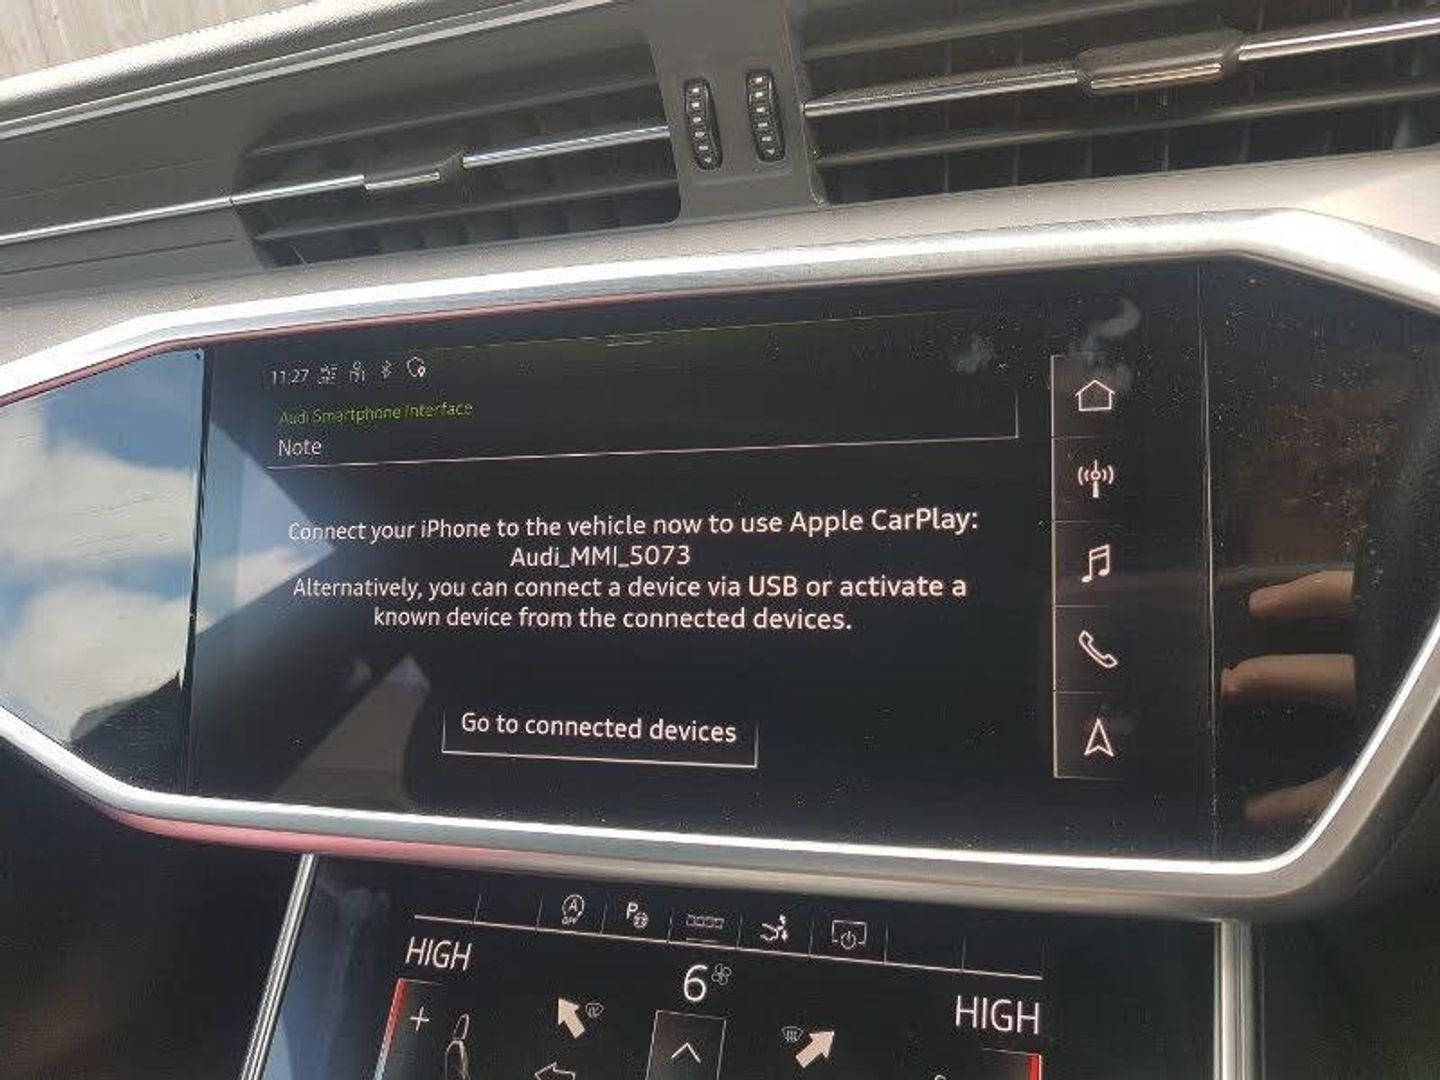 11:27
Audi Smartphone Interface
Note
Connect your iPhone to the vehicle now to use Apple CarPlay:
Audi_MMI_5073
Alternatively, you can connect a device via USB or activate a
known device from the connected devices.
Go to connected devices
A OFF P
HIGH 6 HIGH
+